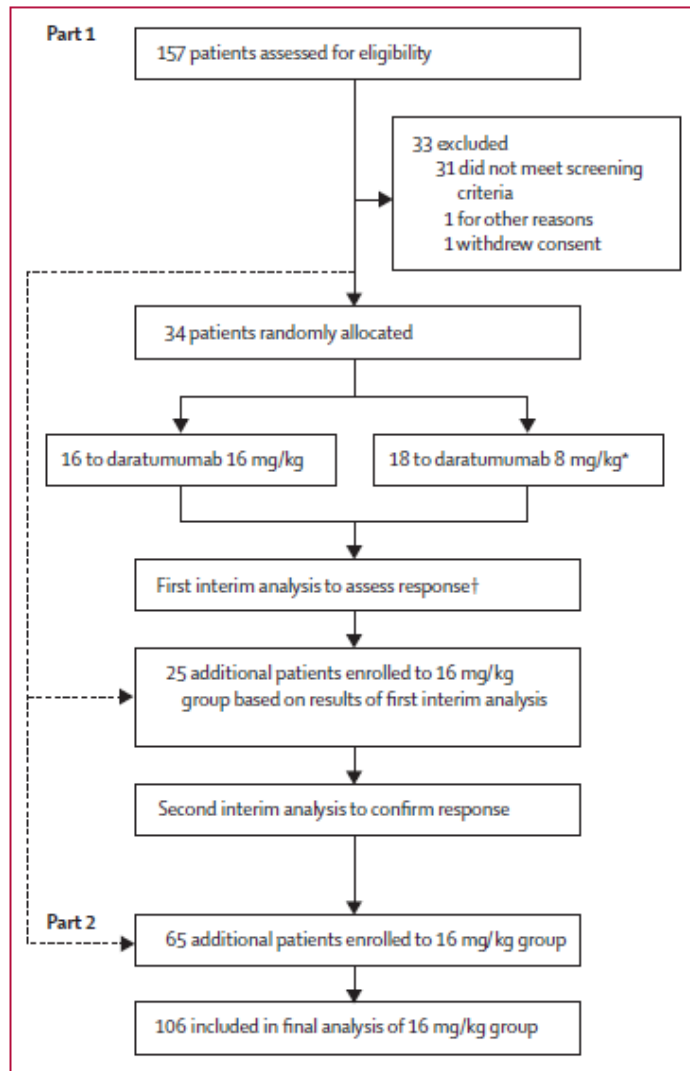 Part 1
157 patients assessed for eligibility
33 excluded
31 did not meet screening
criteria
1 for other reasons
1 withdrew consent
34 patients randomly allocated
16 to daratumumab 16 mg/kg
18 to daratumumab 8 mg/kg*
First interim analysis to assess response†
25 additional patients enrolled to 16 mg/kg
group based on results of first interim analysis
Second interim analysis to confirm response
Part 2
65 additional patients enrolled to 16 mg/kg group
106 included in final analysis of 16 mg/kg group